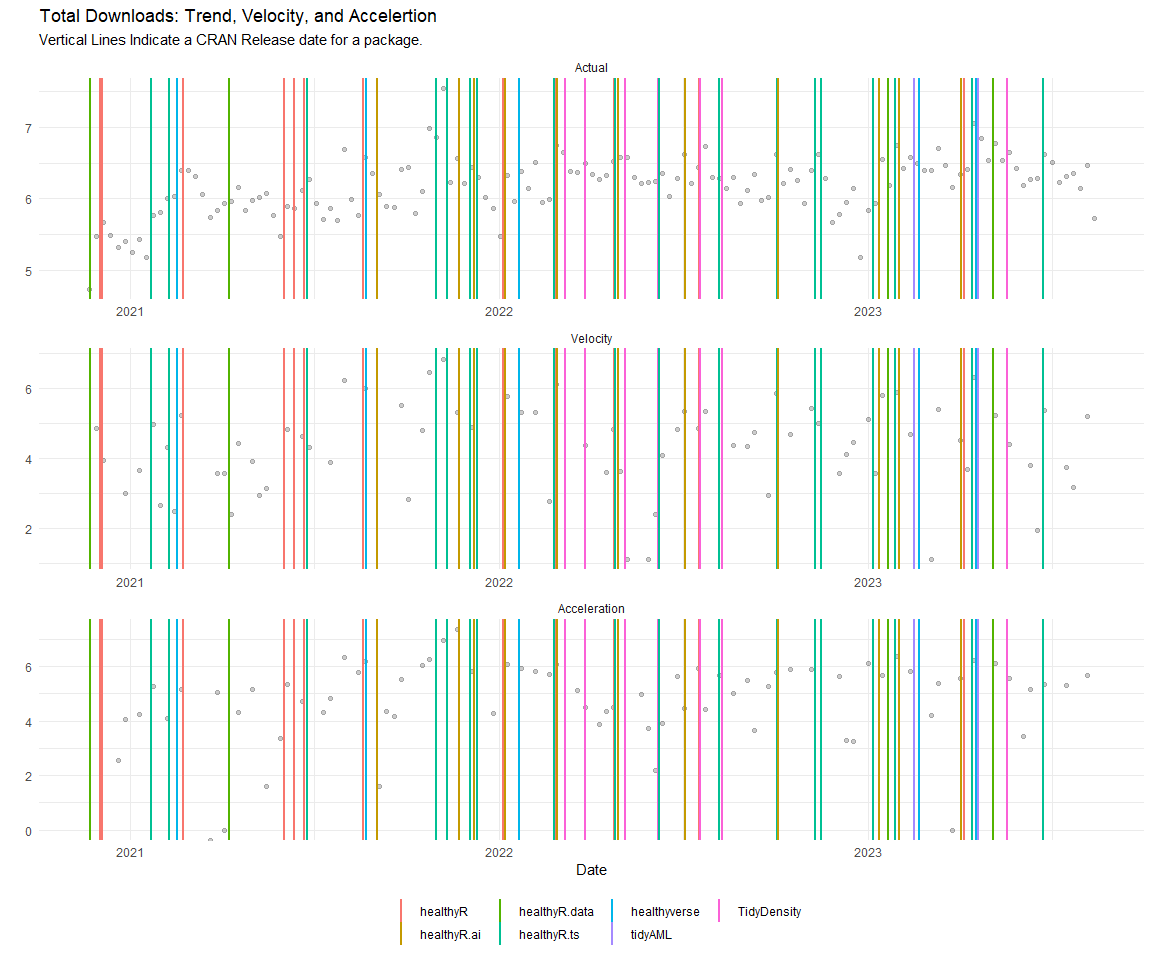 Total Downloads: Trend, Velocity, and Accelertion
Vertical Lines Indicate a CRAN Release date for a package.
Actual
7
6
5
2021 2022 2023
Velocity
6
4
2
2021 2022 2023
Acceleration
6
4
2
0
2021 2022 2023
Date
healthyR healthyR.data healthyverse TidyDensity
healthyR.ai healthyR.ts tidyAML